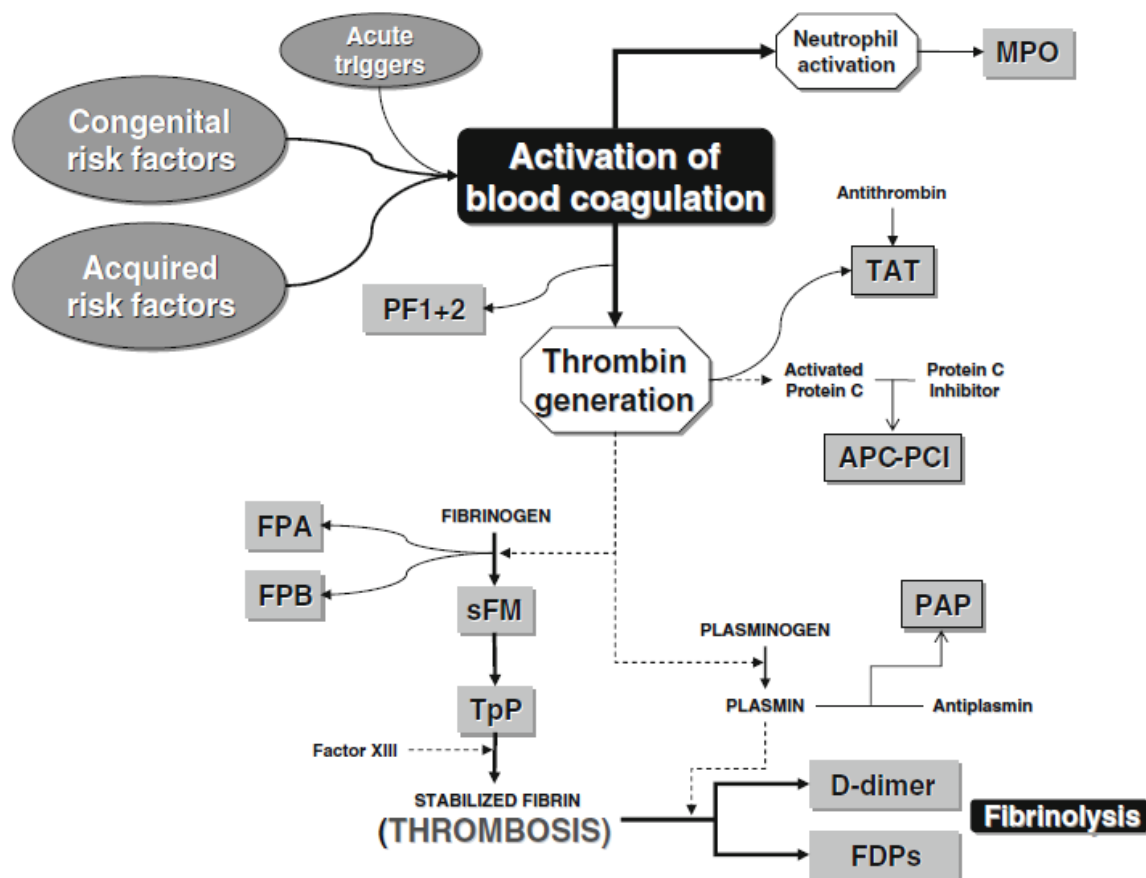 Acute
triggers
Neutrophil
activation
MPO
Congenital
risk factors
Activation of
blood coagulation
Antithrombin
Acquired
risk factors
TAT
PF1+2
Thrombin
generation
Activated
Protein C
Protein C
Inhibitor
APC-PCI
FPA
FIBRINOGEN
FPB
sFM
PAP
PLASMINOGEN
TpP
PLASMIN
Antiplasmin
Factor XIII
D-dimer
STABILIZED FIBRIN
(THROMBOSIS)
Fibrinolysis
FDPs